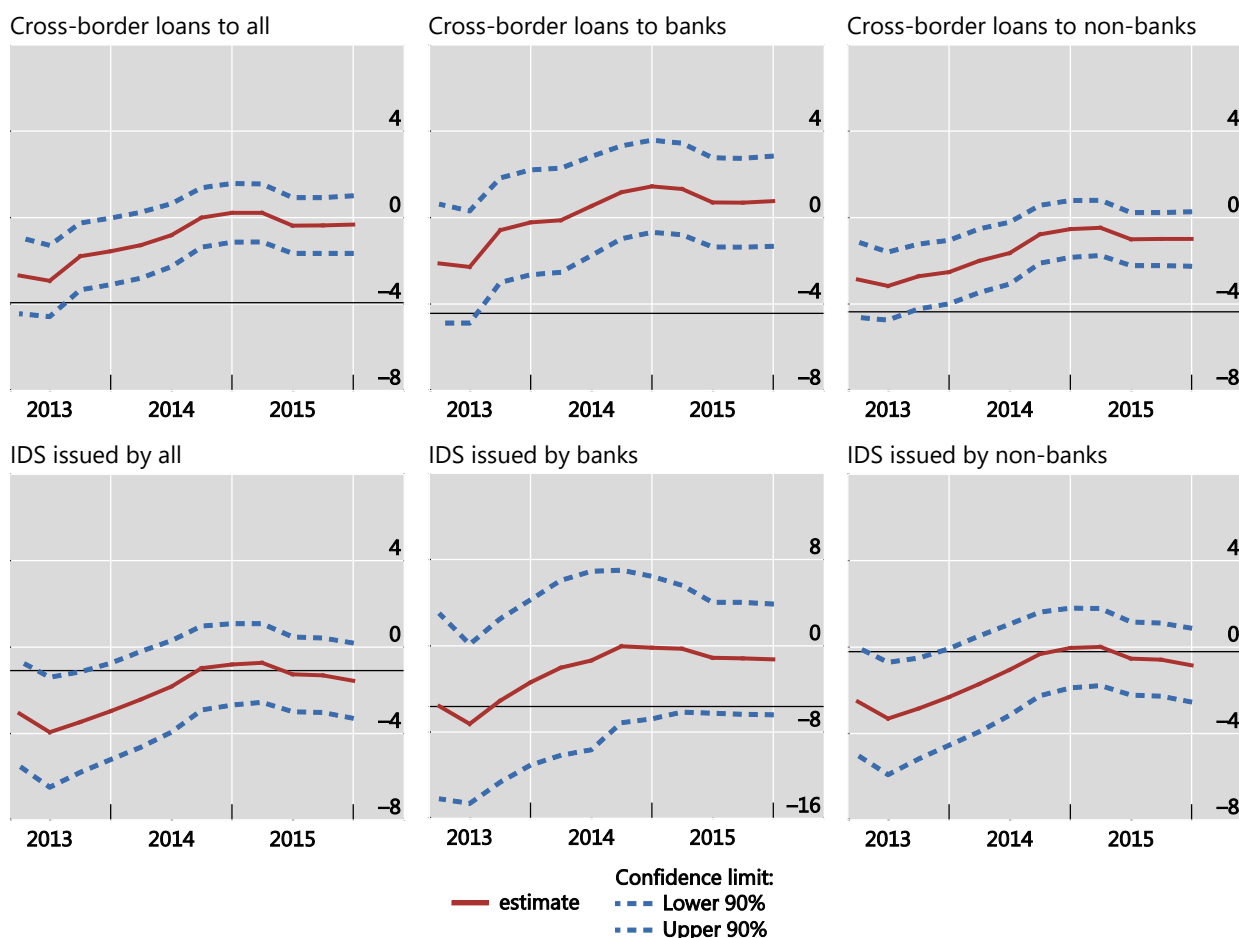 Cross-border loans to all
Cross-border loans to banks
Cross-border loans to non-banks
4
0
–4
–8
2013 2014 2015
4
0
–4
–8
2013 2014 2015
4
0
–4
–8
2013 2014 2015
IDS issued by all
IDS issued by banks
IDS issued by non-banks
4
0
–4
–8
2013 2014 2015
8
0
–8
–16
2013 2014 2015
4
0
–4
–8
2013 2014 2015
estimate
Confidence limit:
Lower 90%
Upper 90%